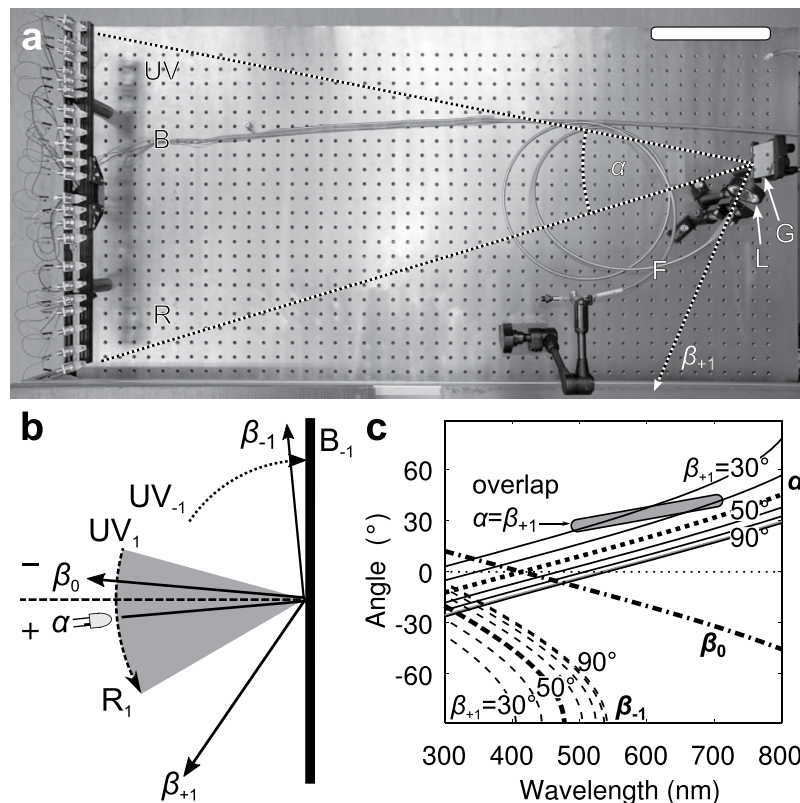 a
UV
B
α
G
L
F
R
β+1
b
β-1
B-1
UV-1
UV1
β0
−
+
α
R1
β+1
c
Angle (°)
60
30
0
-30
-60
overlap
α=β+1
β+1=30°
α
50°
90°
β0
90°
50°
β+1=30°
β-1
300 400 500 600 700 800
Wavelength (nm)